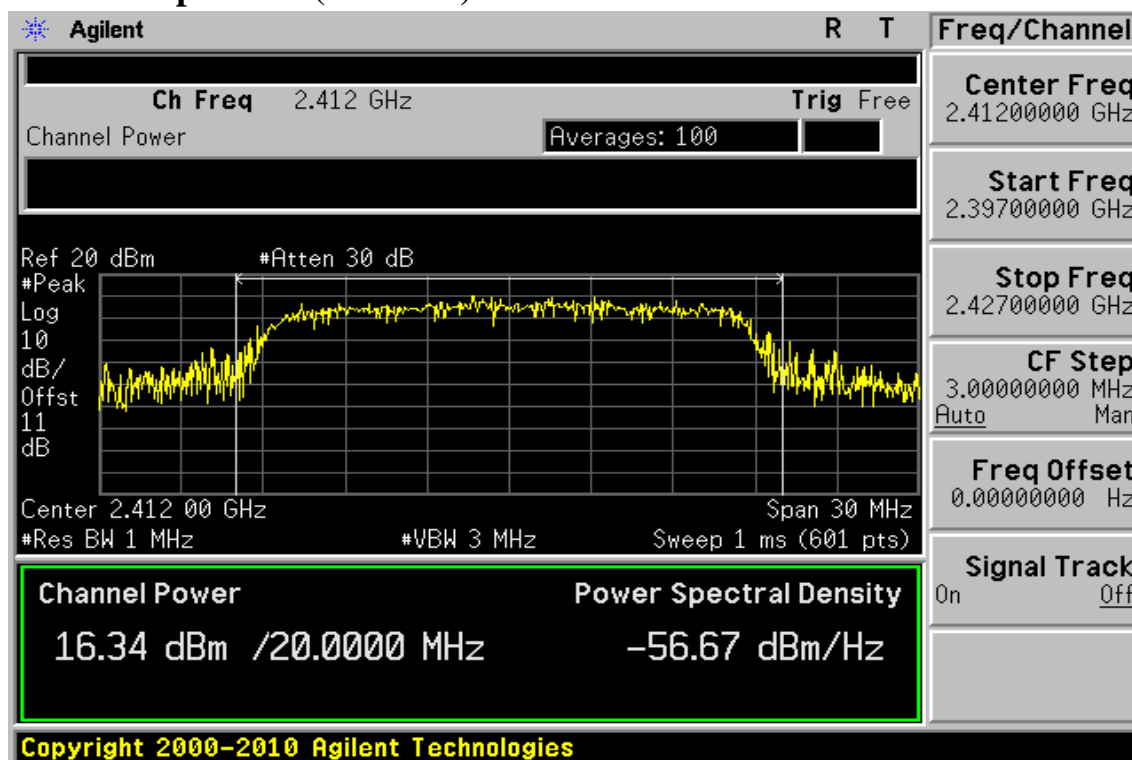 Agilent R T Freq/Channel
Ch Freq 2.412 GHz Trig Free
Channel Power Averages: 100
Center Freq
2.41200000 GHz
Start Freq
2.39700000 GHz
Stop Freq
2.42700000 GHz
CF Step
3.00000000 MHz
Auto Man
Freq Offset
0.00000000 Hz
Signal Track
On Off
Ref 20 dBm #Atten 30 dB
#Peak
Log
10
dB/
Offst
11
dB
Center 2.412 00 GHz Span 30 MHz
#Res BW 1 MHz #VBW 3 MHz Sweep 1 ms (601 pts)
Channel Power Power Spectral Density
16.34 dBm /20.0000 MHz -56.67 dBm/Hz
Copyright 2000-2010 Agilent Technologies